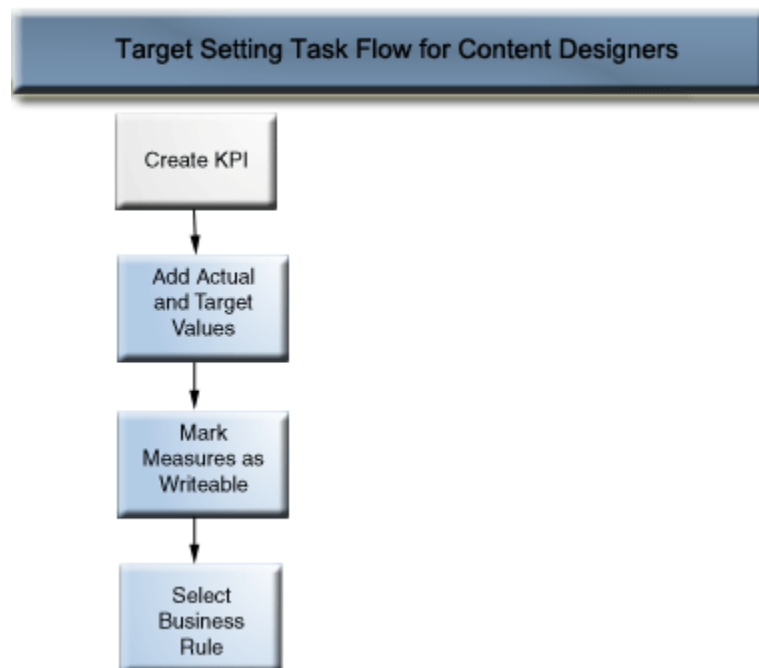 Target Setting Task Flow for Content Designers
Create KPI
Add Actual
and Target
Values
Mark
Measures as
Writeable
Select
Business
Rule